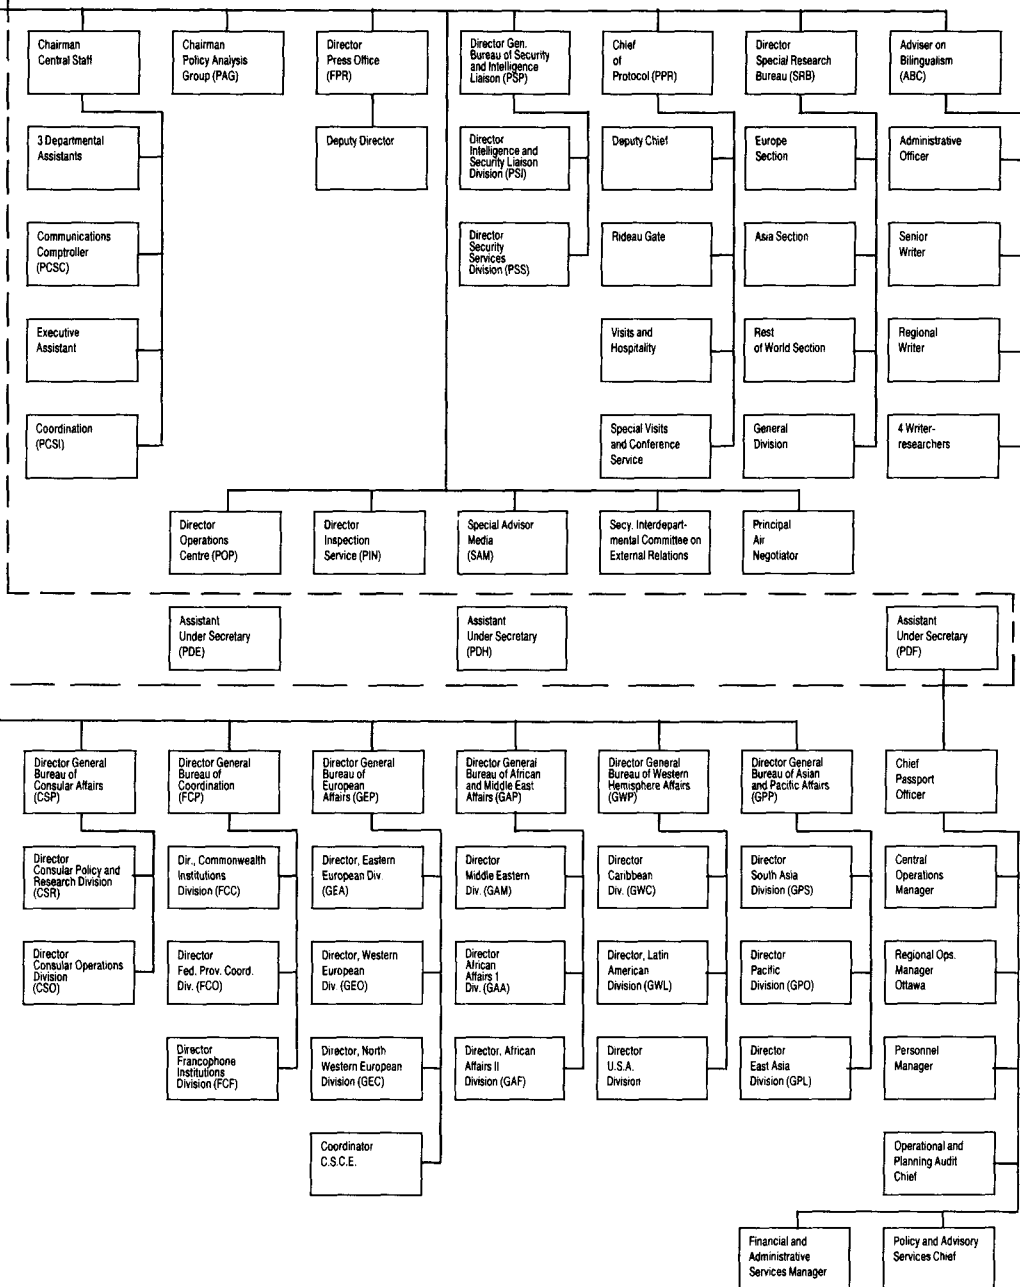 Chairman
Central Staff
Chairman
Policy Analysis
Group (PAG)
Director
Press Office
(FPR)
Director Gen.
Bureau of Security
and Intelligence
Liaison (PSP)
Chief
of
Protocol (PPR)
Director
Special Research
Bureau (SRB)
Adviser on
Bilingualism
(ABC)
3 Departmental
Assistants
Deputy Director
Director
Intelligence and
Security Liaison
Division (PSI)
Deputy Chief
Europe
Section
Administrative
Officer
Communications
Comptroller
(PCSC)
Director
Security
Services
Division (PSS)
Rideau Gate
Asia Section
Senior
Writer
Executive
Assistant
Visits and
Hospitality
Rest
of World Section
Regional
Writer
Coordination
(PCSI)
Special Visits
and Conference
Service
General
Division
4 Writer-
researchers
Director
Operations
Centre (POP)
Director
Inspection
Service (PIN)
Special Advisor
Media
(SAM)
Secy. Interdepart-
mental Committee on
External Relations
Principal
Air
Negotiator
Assistant
Under Secretary
(PDE)
Assistant
Under Secretary
(PDH)
Assistant
Under Secretary
(PDF)
Director General
Bureau of
Consular Affairs
(CSP)
Director General
Bureau of
Coordination
(FCP)
Director General
Bureau of
European
Affairs (GEP)
Director General
Bureau of African
and Middle East
Affairs (GAP)
Director General
Bureau of Western
Hemisphere Affairs
(GWP)
Director General
Bureau of Asian
and Pacific Affairs
(GPP)
Chief
Passport
Officer
Director
Consular Policy and
Research Division
(CSR)
Dir., Commonwealth
Institutions
Division (FCC)
Director, Eastern
European Div.
(GEA)
Director
Middle Eastern
Div. (GAM)
Director
Caribbean
Div. (GWC)
Director
South Asia
Division (GPS)
Central
Operations
Manager
Director
Consular Operations
Division
(CSO)
Director
Fed. Prov. Coord.
Div. (FCO)
Director, Western
European
Div. (GEO)
Director
African
Affairs 1
Div. (GAA)
Director, Latin
American
Division (GWL)
Director
Pacific
Division (GPO)
Regional Ops.
Manager
Ottawa
Director
Francophone
Institutions
Division (FCF)
Director, North
Western European
Division (GEC)
Director, African
Affairs II
Division (GAF)
Director
U.S.A.
Division
Director
East Asia
Division (GPL)
Personnel
Manager
Coordinator
C.S.C.E.
Operational and
Planning Audit
Chief
Financial and
Administrative
Services Manager
Policy and Advisory
Services Chief